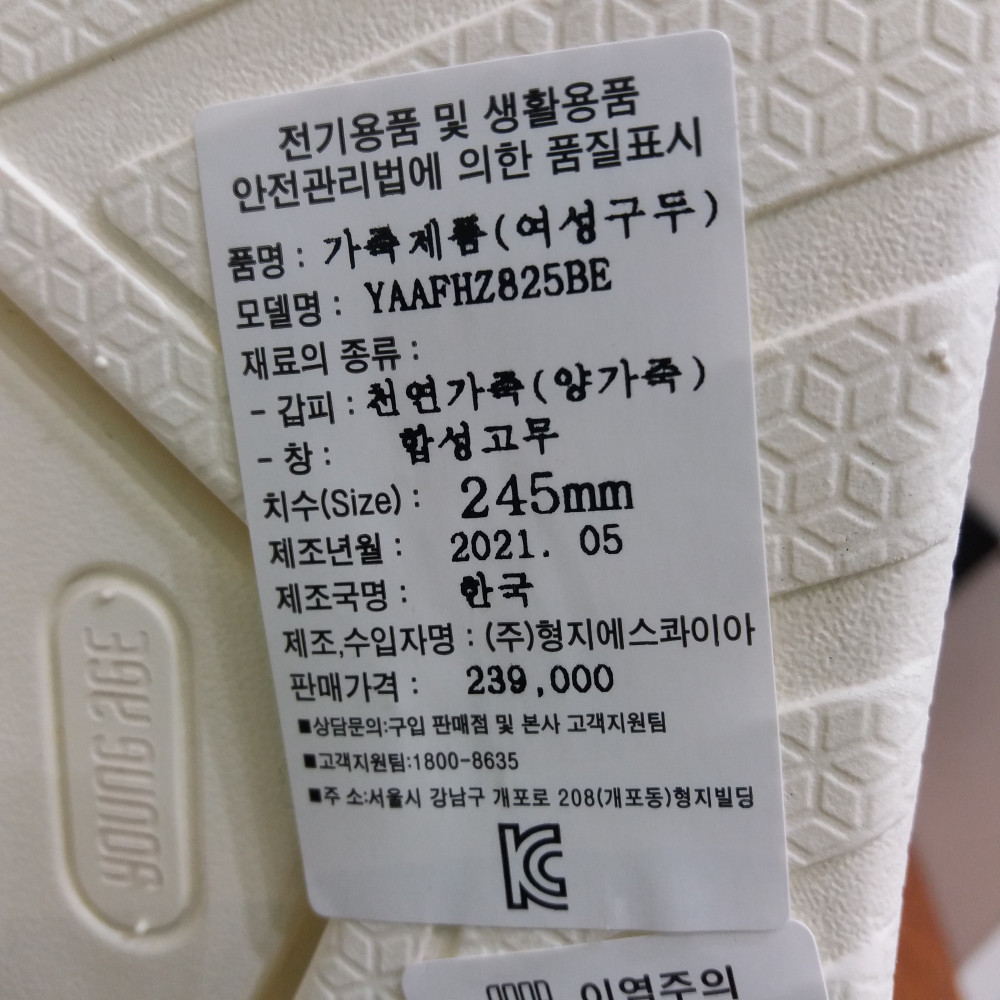 전기용품 및 생활용품
안전관리법에 의한 품질표시
품명 : 가죽제품(여성구두)
모델명 : YAAFHZ825BE
재료의 종류 :
- 갑피 : 천연가죽(양가죽)
- 창 : 합성고무
치수(Size) : 245mm
제조년월 : 2021. 05
제조국명 : 한국
제조,수입자명 : (주)형지에스콰이아
판매가격 : 239,000
■상담문의:구입 판매점 및 본사 고객지원팀
■고객지원팀:1800-8635
■주 소:서울시 강남구 개포로 208(개포동)형지빌딩
KC
이염주의
YOUNG AGE